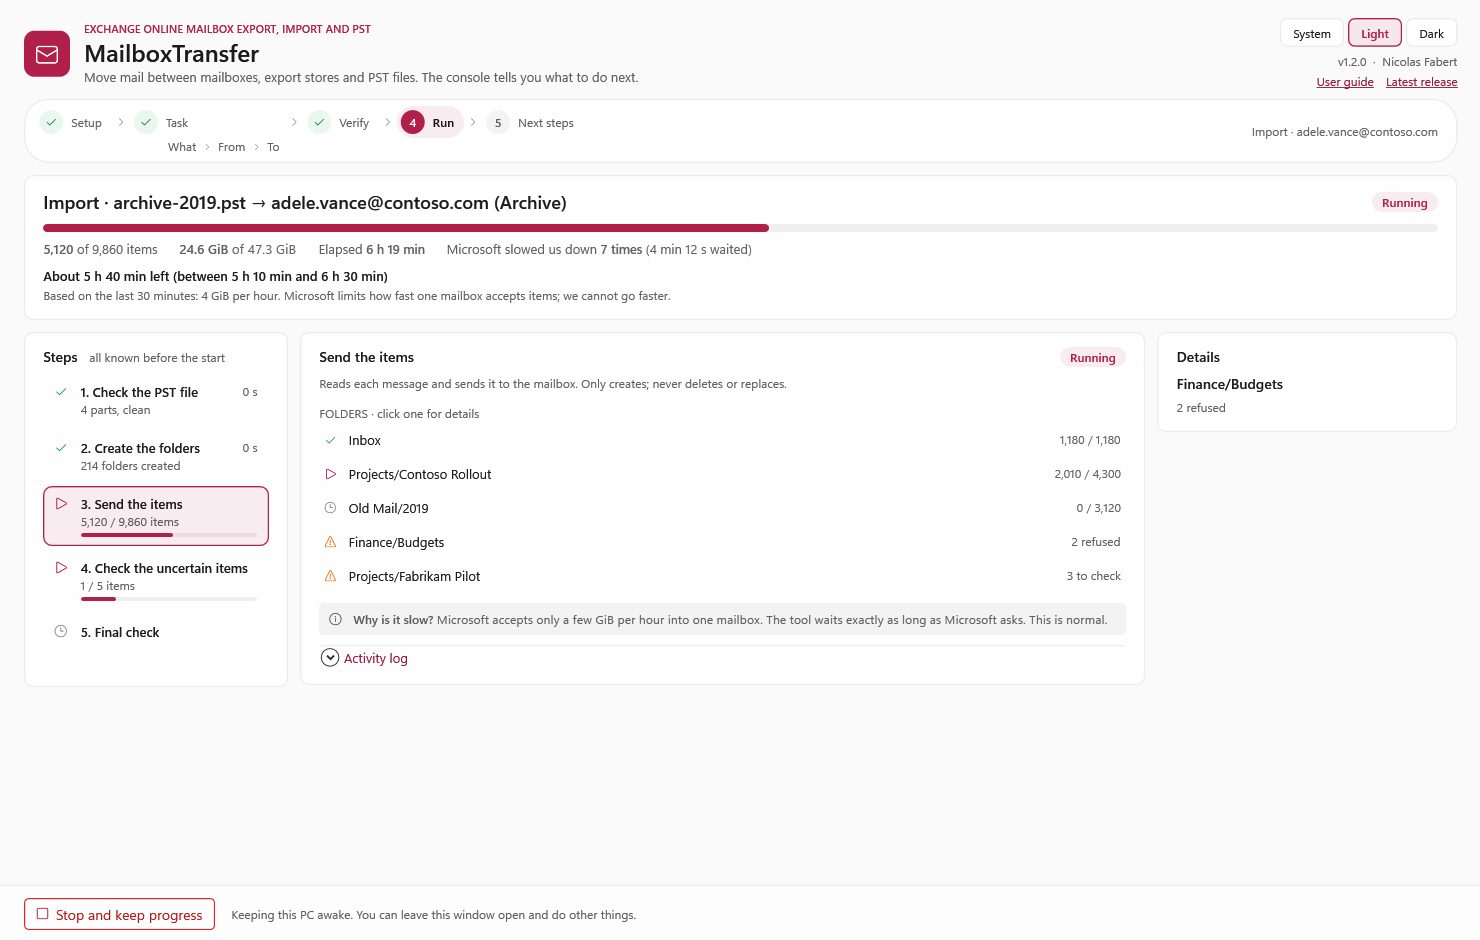 EXCHANGE ONLINE MAILBOX EXPORT, IMPORT AND PST
MailboxTransfer
Move mail between mailboxes, export stores and PST files. The console tells you what to do next.
System
Light
Dark
v1.2.0 · Nicolas Fabert
User guide
Latest release
Setup
Task
Verify
4
Run
5
Next steps
What
From
To
Import · adele.vance@contoso.com
Import · archive-2019.pst → adele.vance@contoso.com (Archive)
Running
5,120 of 9,860 items
24.6 GiB of 47.3 GiB
Elapsed 6 h 19 min
Microsoft slowed us down 7 times (4 min 12 s waited)
About 5 h 40 min left (between 5 h 10 min and 6 h 30 min)
Based on the last 30 minutes: 4 GiB per hour. Microsoft limits how fast one mailbox accepts items; we cannot go faster.
Steps
all known before the start
1. Check the PST file
0 s
4 parts, clean
2. Create the folders
0 s
214 folders created
3. Send the items
5,120 / 9,860 items
4. Check the uncertain items
1 / 5 items
5. Final check
Send the items
Running
Reads each message and sends it to the mailbox. Only creates; never deletes or replaces.
FOLDERS · click one for details
Inbox
1,180 / 1,180
Projects/Contoso Rollout
2,010 / 4,300
Old Mail/2019
0 / 3,120
Finance/Budgets
2 refused
Projects/Fabrikam Pilot
3 to check
Why is it slow? Microsoft accepts only a few GiB per hour into one mailbox. The tool waits exactly as long as Microsoft asks. This is normal.
Activity log
Details
Finance/Budgets
2 refused
Stop and keep progress
Keeping this PC awake. You can leave this window open and do other things.